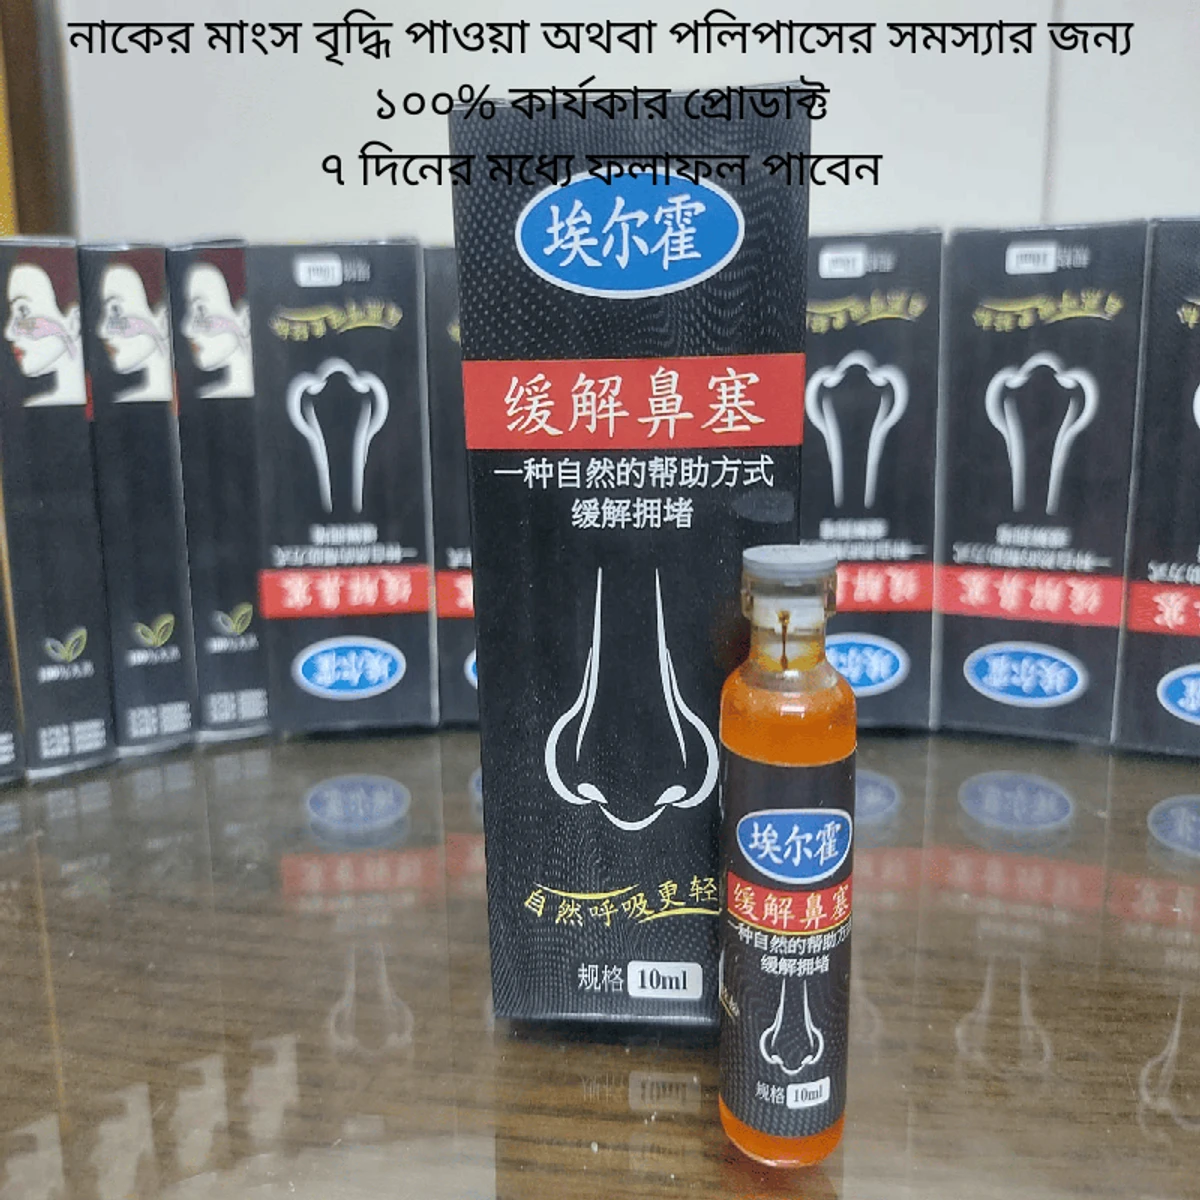 নাকের মাংস বৃদ্ধি পাওয়া অথবা পলিপাসের সমস্যার জন্য
১০০% কার্যকার প্রোডাক্ট
৭ দিনের মধ্যে ফলাফল পাবেন
埃尔霍
缓解鼻塞
一种自然的帮助方式
缓解拥堵
自然呼吸更轻
规格 10ml
埃尔霍
缓解鼻塞
一种自然的帮助方
缓解拥堵
规格 10ml